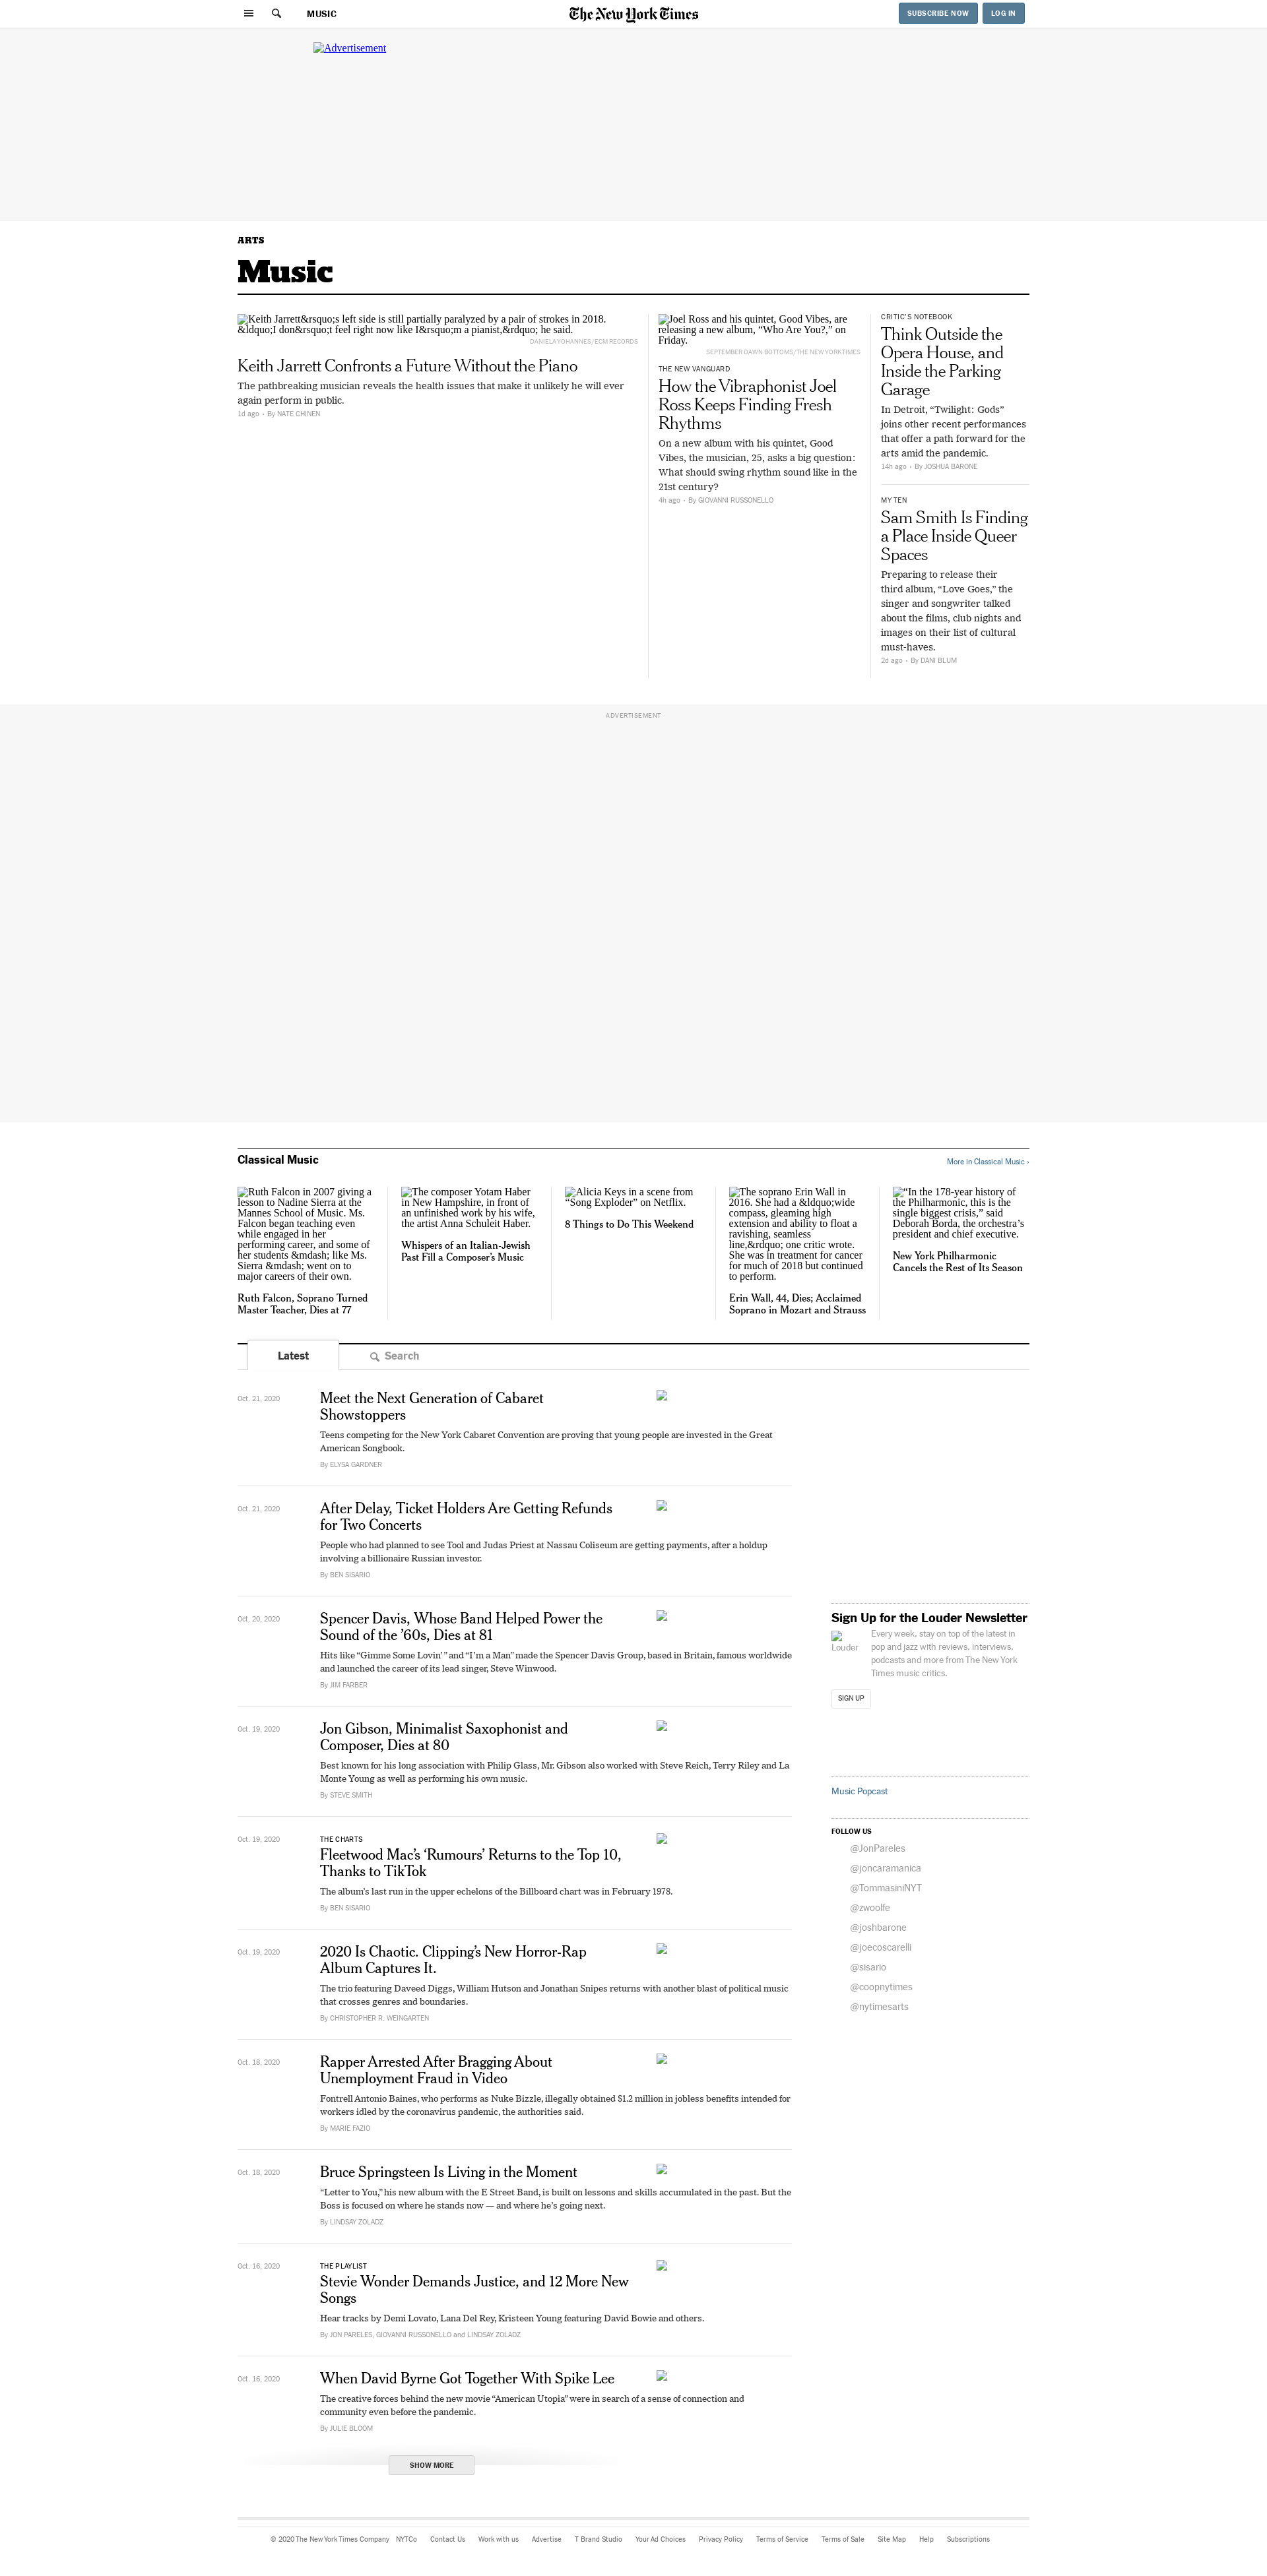 MUSIC
The New York Times
SUBSCRIBE NOW
LOG IN
Advertisement
ARTS
Music
Keith Jarrett&rsquo;s left side is still partially paralyzed by a pair of strokes in 2018.
&ldquo;I don&rsquo;t feel right now like I&rsquo;m a pianist,&rdquo; he said.
DANIELA YOHANNES/ECM RECORDS
Keith Jarrett Confronts a Future Without the Piano
The pathbreaking musician reveals the health issues that make it unlikely he will ever
again perform in public.
1d ago • By NATE CHINEN
Joel Ross and his quintet, Good Vibes, are
releasing a new album, “Who Are You?,” on
Friday.
SEPTEMBER DAWN BOTTOMS/THE NEW YORK TIMES
THE NEW VANGUARD
How the Vibraphonist Joel
Ross Keeps Finding Fresh
Rhythms
On a new album with his quintet, Good
Vibes, the musician, 25, asks a big question:
What should swing rhythm sound like in the
21st century?
4h ago • By GIOVANNI RUSSONELLO
CRITIC’S NOTEBOOK
Think Outside the
Opera House, and
Inside the Parking
Garage
In Detroit, “Twilight: Gods”
joins other recent performances
that offer a path forward for the
arts amid the pandemic.
14h ago • By JOSHUA BARONE
MY TEN
Sam Smith Is Finding
a Place Inside Queer
Spaces
Preparing to release their
third album, “Love Goes,” the
singer and songwriter talked
about the films, club nights and
images on their list of cultural
must-haves.
2d ago • By DANI BLUM
ADVERTISEMENT
Classical Music
More in Classical Music ›
Ruth Falcon in 2007 giving a
lesson to Nadine Sierra at the
Mannes School of Music. Ms.
Falcon began teaching even
while engaged in her
performing career, and some of
her students &mdash; like Ms.
Sierra &mdash; went on to
major careers of their own.
Ruth Falcon, Soprano Turned
Master Teacher, Dies at 77
The composer Yotam Haber
in New Hampshire, in front of
an unfinished work by his wife,
the artist Anna Schuleit Haber.
Whispers of an Italian-Jewish
Past Fill a Composer’s Music
Alicia Keys in a scene from
“Song Exploder” on Netflix.
8 Things to Do This Weekend
The soprano Erin Wall in
2016. She had a &ldquo;wide
compass, gleaming high
extension and ability to float a
ravishing, seamless
line,&rdquo; one critic wrote.
She was in treatment for cancer
for much of 2018 but continued
to perform.
Erin Wall, 44, Dies; Acclaimed
Soprano in Mozart and Strauss
“In the 178-year history of
the Philharmonic, this is the
single biggest crisis,” said
Deborah Borda, the orchestra’s
president and chief executive.
New York Philharmonic
Cancels the Rest of Its Season
Latest
Search
Oct. 21, 2020
Meet the Next Generation of Cabaret
Showstoppers
Teens competing for the New York Cabaret Convention are proving that young people are invested in the Great
American Songbook.
By ELYSA GARDNER
Oct. 21, 2020
After Delay, Ticket Holders Are Getting Refunds
for Two Concerts
People who had planned to see Tool and Judas Priest at Nassau Coliseum are getting payments, after a holdup
involving a billionaire Russian investor.
By BEN SISARIO
Oct. 20, 2020
Spencer Davis, Whose Band Helped Power the
Sound of the ’60s, Dies at 81
Hits like “Gimme Some Lovin’ ” and “I’m a Man” made the Spencer Davis Group, based in Britain, famous worldwide
and launched the career of its lead singer, Steve Winwood.
By JIM FARBER
Oct. 19, 2020
Jon Gibson, Minimalist Saxophonist and
Composer, Dies at 80
Best known for his long association with Philip Glass, Mr. Gibson also worked with Steve Reich, Terry Riley and La
Monte Young as well as performing his own music.
By STEVE SMITH
Oct. 19, 2020
THE CHARTS
Fleetwood Mac’s ‘Rumours’ Returns to the Top 10,
Thanks to TikTok
The album’s last run in the upper echelons of the Billboard chart was in February 1978.
By BEN SISARIO
Oct. 19, 2020
2020 Is Chaotic. Clipping’s New Horror-Rap
Album Captures It.
The trio featuring Daveed Diggs, William Hutson and Jonathan Snipes returns with another blast of political music
that crosses genres and boundaries.
By CHRISTOPHER R. WEINGARTEN
Oct. 18, 2020
Rapper Arrested After Bragging About
Unemployment Fraud in Video
Fontrell Antonio Baines, who performs as Nuke Bizzle, illegally obtained $1.2 million in jobless benefits intended for
workers idled by the coronavirus pandemic, the authorities said.
By MARIE FAZIO
Oct. 18, 2020
Bruce Springsteen Is Living in the Moment
“Letter to You,” his new album with the E Street Band, is built on lessons and skills accumulated in the past. But the
Boss is focused on where he stands now — and where he’s going next.
By LINDSAY ZOLADZ
Oct. 16, 2020
THE PLAYLIST
Stevie Wonder Demands Justice, and 12 More New
Songs
Hear tracks by Demi Lovato, Lana Del Rey, Kristeen Young featuring David Bowie and others.
By JON PARELES, GIOVANNI RUSSONELLO and LINDSAY ZOLADZ
Oct. 16, 2020
When David Byrne Got Together With Spike Lee
The creative forces behind the new movie “American Utopia” were in search of a sense of connection and
community even before the pandemic.
By JULIE BLOOM
SHOW MORE
Sign Up for the Louder Newsletter
Louder
Every week, stay on top of the latest in
pop and jazz with reviews, interviews,
podcasts and more from The New York
Times music critics.
SIGN UP
Music Popcast
FOLLOW US
@JonPareles
@joncaramanica
@TommasiniNYT
@zwoolfe
@joshbarone
@joecoscarelli
@sisario
@coopnytimes
@nytimesarts
© 2020 The New York Times Company NYTCo Contact Us Work with us Advertise T Brand Studio Your Ad Choices Privacy Policy Terms of Service Terms of Sale Site Map Help Subscriptions